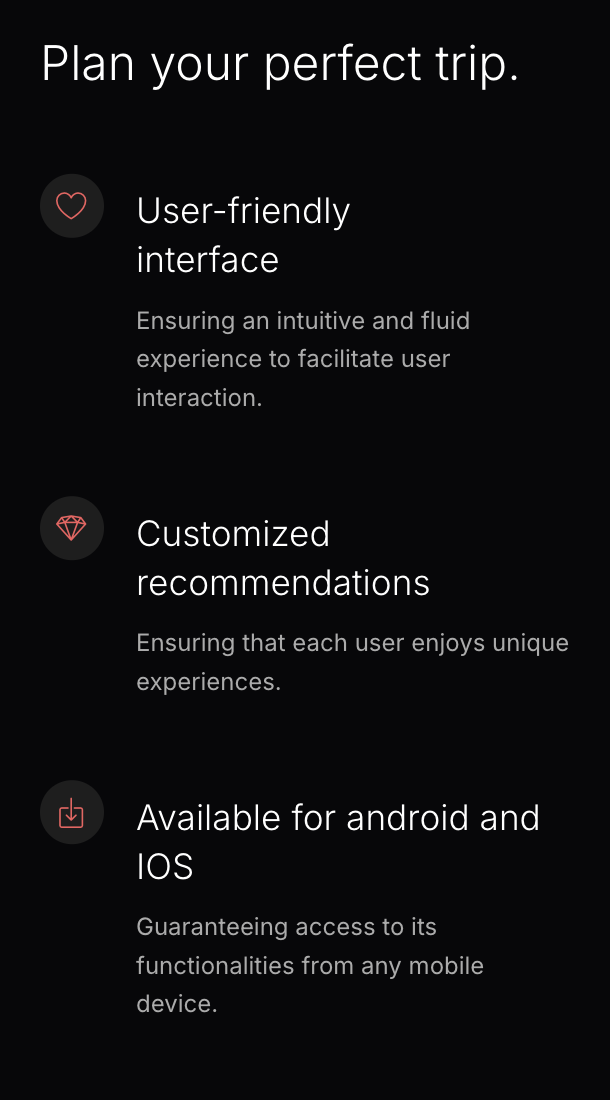 Plan your perfect trip.
User-friendly
interface
Ensuring an intuitive and fluid
experience to facilitate user
interaction.
Customized
recommendations
Ensuring that each user enjoys unique
experiences.
Available for android and
IOS
Guaranteeing access to its
functionalities from any mobile
device.